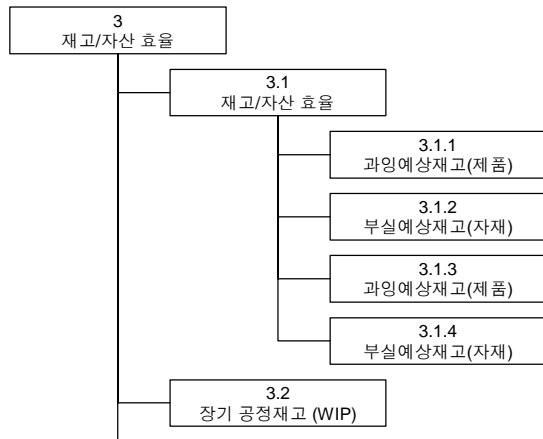 3
재고/자산 효율
3.1
재고/자산 효율
3.1.1
과잉예상재고(제품)
3.1.2
부실예상재고(자재)
3.1.3
과잉예상재고(제품)
3.1.4
부실예상재고(자재)
3.2
장기 공정재고 (WIP)